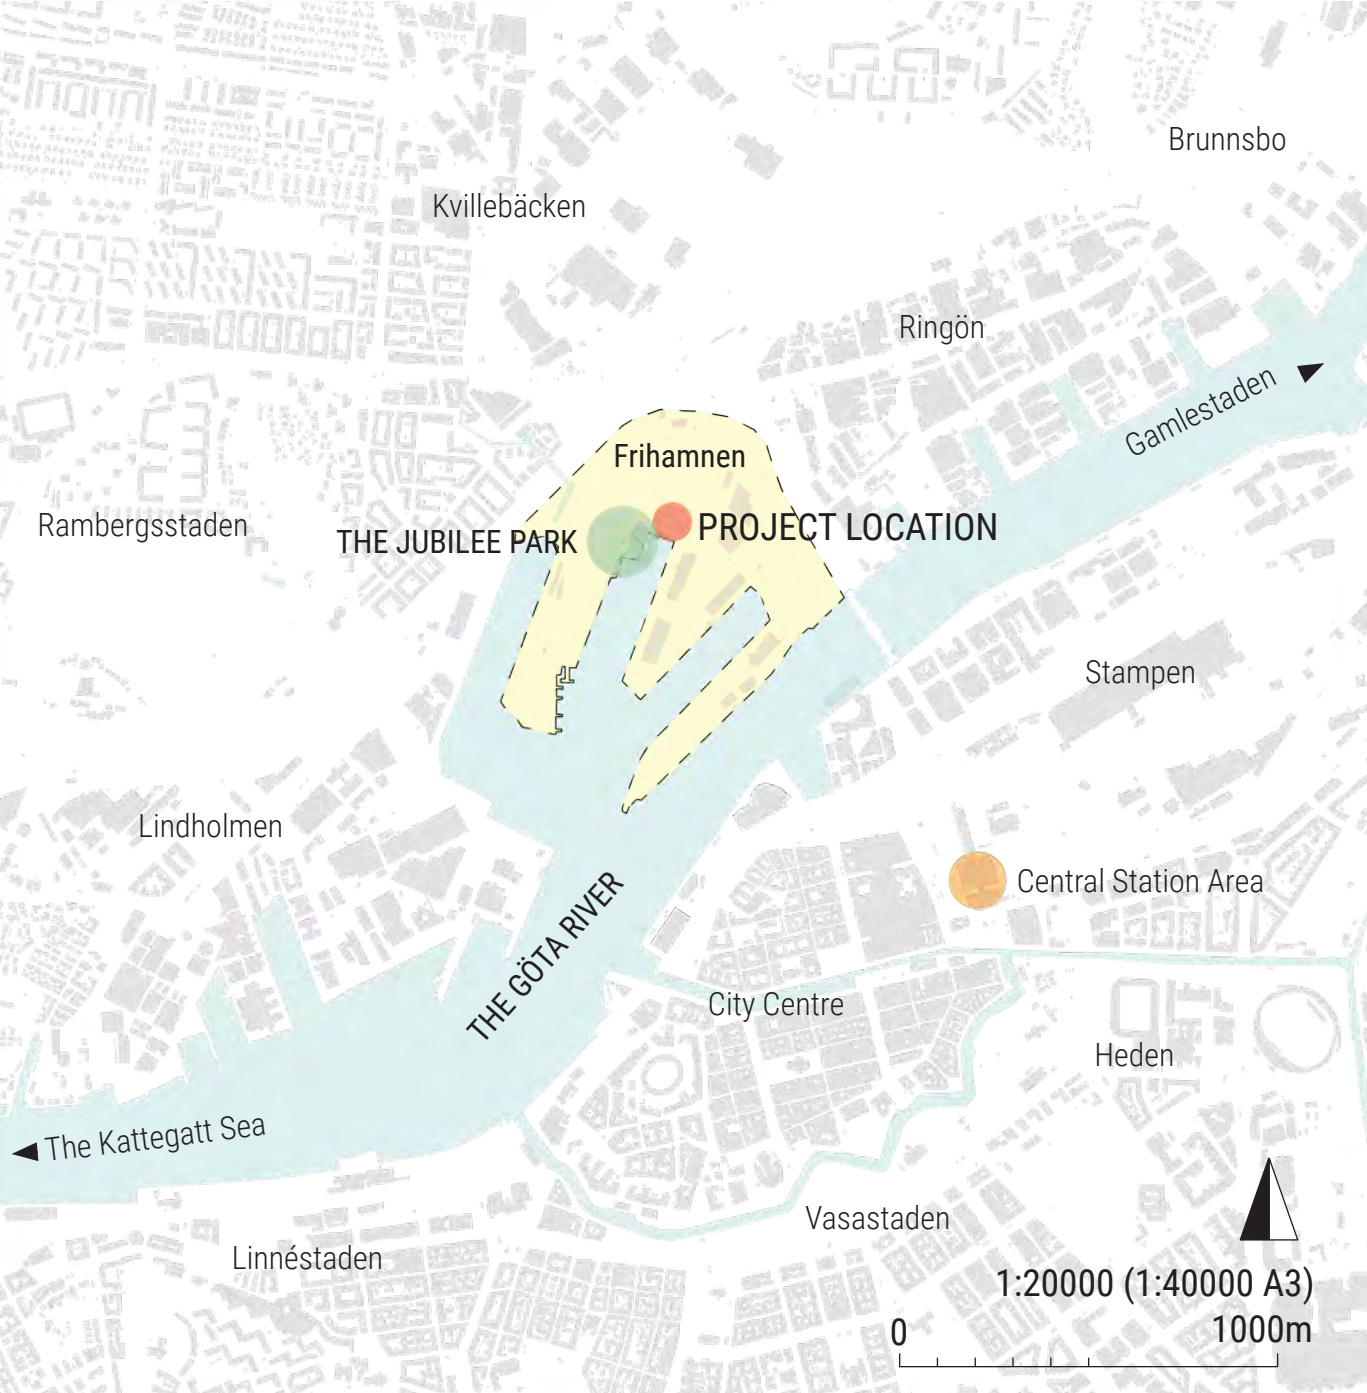 Brunnsbo
Kvillebäcken
Ringön
Gamlestaden
Frihamnen
Rambergsstaden
THE JUBILEE PARK
PROJECT LOCATION
Stampen
Lindholmen
Central Station Area
THE GÖTA RIVER
City Centre
Heden
The Kattegatt Sea
Vasastaden
Linnéstaden
1:20000 (1:40000 A3)
0
1000m